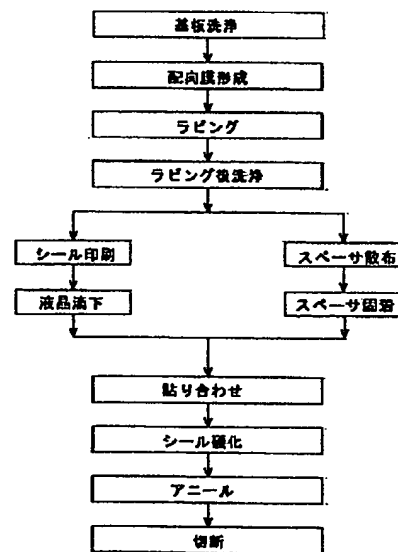 基板洗浄
配向膜形成
ラビング
ラビング後洗浄
シール印刷
スペーサ散布
液晶滴下
スペーサ固着
貼り合わせ
シール硬化
アニール
切断